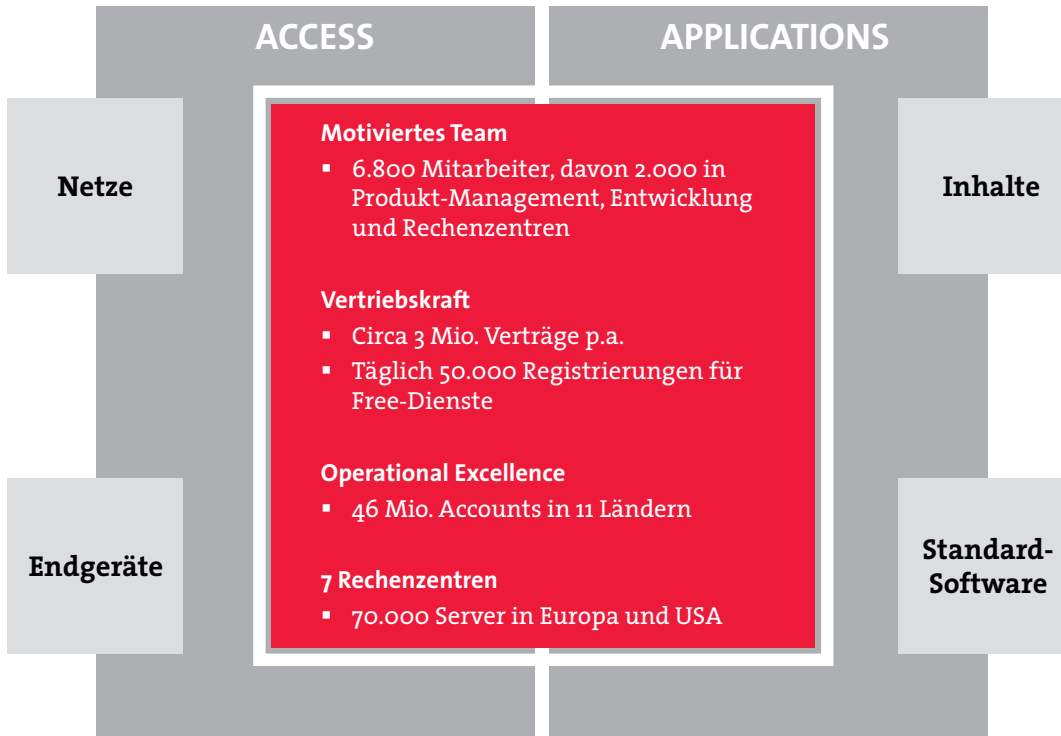 ACCESS
APPLICATIONS
Netze
Endgeräte
Motiviertes Team
▪ 6.800 Mitarbeiter, davon 2.000 in
Produkt-Management, Entwicklung
und Rechenzentren
Vertriebskraft
▪ Circa 3 Mio. Verträge p.a.
▪ Täglich 50.000 Registrierungen für
Free-Dienste
Operational Excellence
▪ 46 Mio. Accounts in 11 Ländern
7 Rechenzentren
▪ 70.000 Server in Europa und USA
Inhalte
Standard-
Software